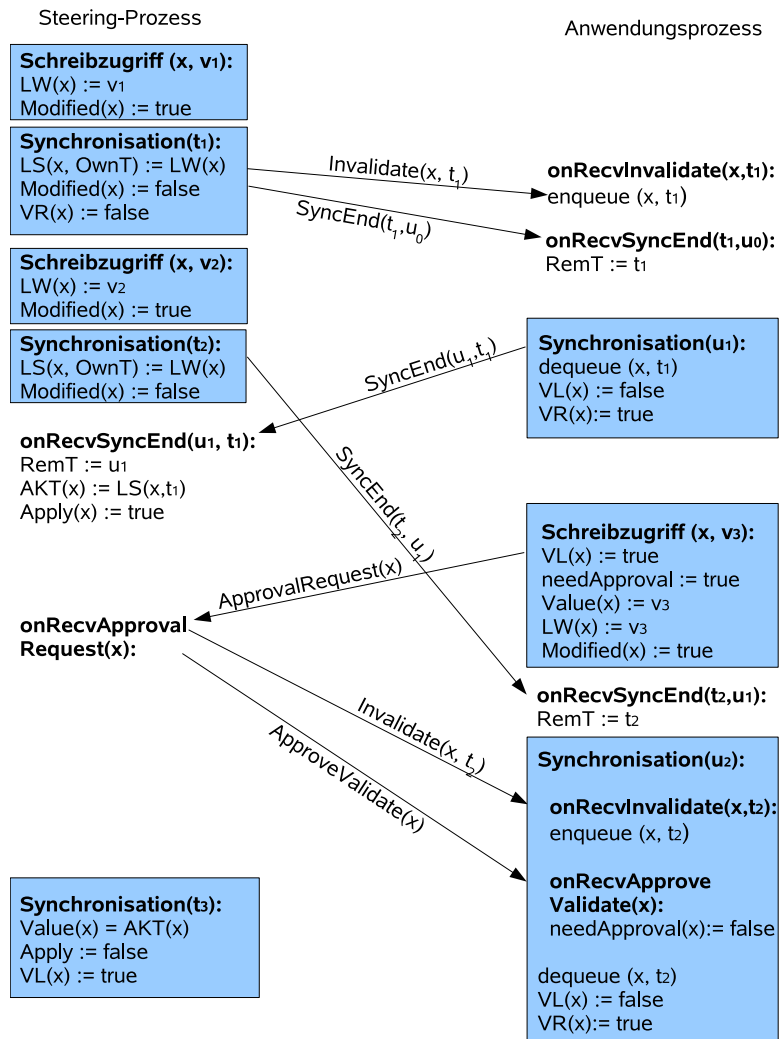 Steering-Prozess
Anwendungsprozess
Schreibzugriff (x, v₁):
LW(x) := v₁
Modified(x) := true
Synchronisation(t₁):
LS(x, OwnT) := LW(x)
Modified(x) := false
VR(x) := false
Invalidate(x, t₁)
SyncEnd(t₁,u₀)
onRecvInvalidate(x,t₁):
enqueue (x, t₁)
onRecvSyncEnd(t₁,u₀):
RemT := t₁
Schreibzugriff (x, v₂):
LW(x) := v₂
Modified(x) := true
Synchronisation(t₂):
LS(x, OwnT) := LW(x)
Modified(x) := false
SyncEnd(u₁,t₁)
Synchronisation(u₁):
dequeue (x, t₁)
VL(x) := false
VR(x):= true
onRecvSyncEnd(u₁, t₁):
RemT := u₁
AKT(x) := LS(x,t₁)
Apply(x) := true
SyncEnd(t₂, u₁)
Schreibzugriff (x, v₃):
VL(x) := true
needApproval := true
Value(x) := v₃
LW(x) := v₃
Modified(x) := true
ApprovalRequest(x)
onRecvApproval
Request(x):
onRecvSyncEnd(t₂,u₁):
RemT := t₂
Invalidate(x, t₂)
ApproveValidate(x)
Synchronisation(u₂):
onRecvInvalidate(x,t₂):
enqueue (x, t₂)
onRecvApprove
Validate(x):
needApproval(x):= false
dequeue (x, t₂)
VL(x) := false
VR(x):= true
Synchronisation(t₃):
Value(x) = AKT(x)
Apply := false
VL(x) := true